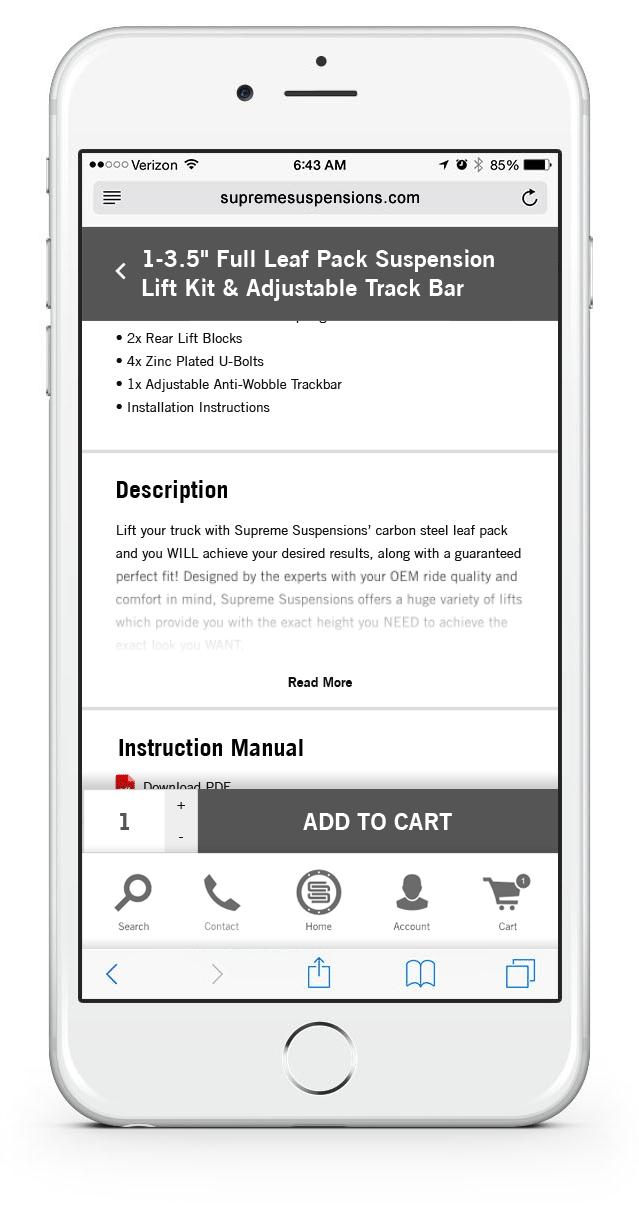 Verizon 6:43 AM 85%
supremesuspensions.com
1-3.5" Full Leaf Pack Suspension
Lift Kit & Adjustable Track Bar
• 2x Rear Lift Blocks
• 4x Zinc Plated U-Bolts
• 1x Adjustable Anti-Wobble Trackbar
• Installation Instructions
Description
Lift your truck with Supreme Suspensions' carbon steel leaf pack
and you WILL achieve your desired results, along with a guaranteed
perfect fit! Designed by the experts with your OEM ride quality and
comfort in mind, Supreme Suspensions offers a huge variety of lifts
which provide you with the exact height you NEED to achieve the
exact look you WANT.
Read More
Instruction Manual
Download PDF
1 + - ADD TO CART
1
Search Contact Home Account Cart